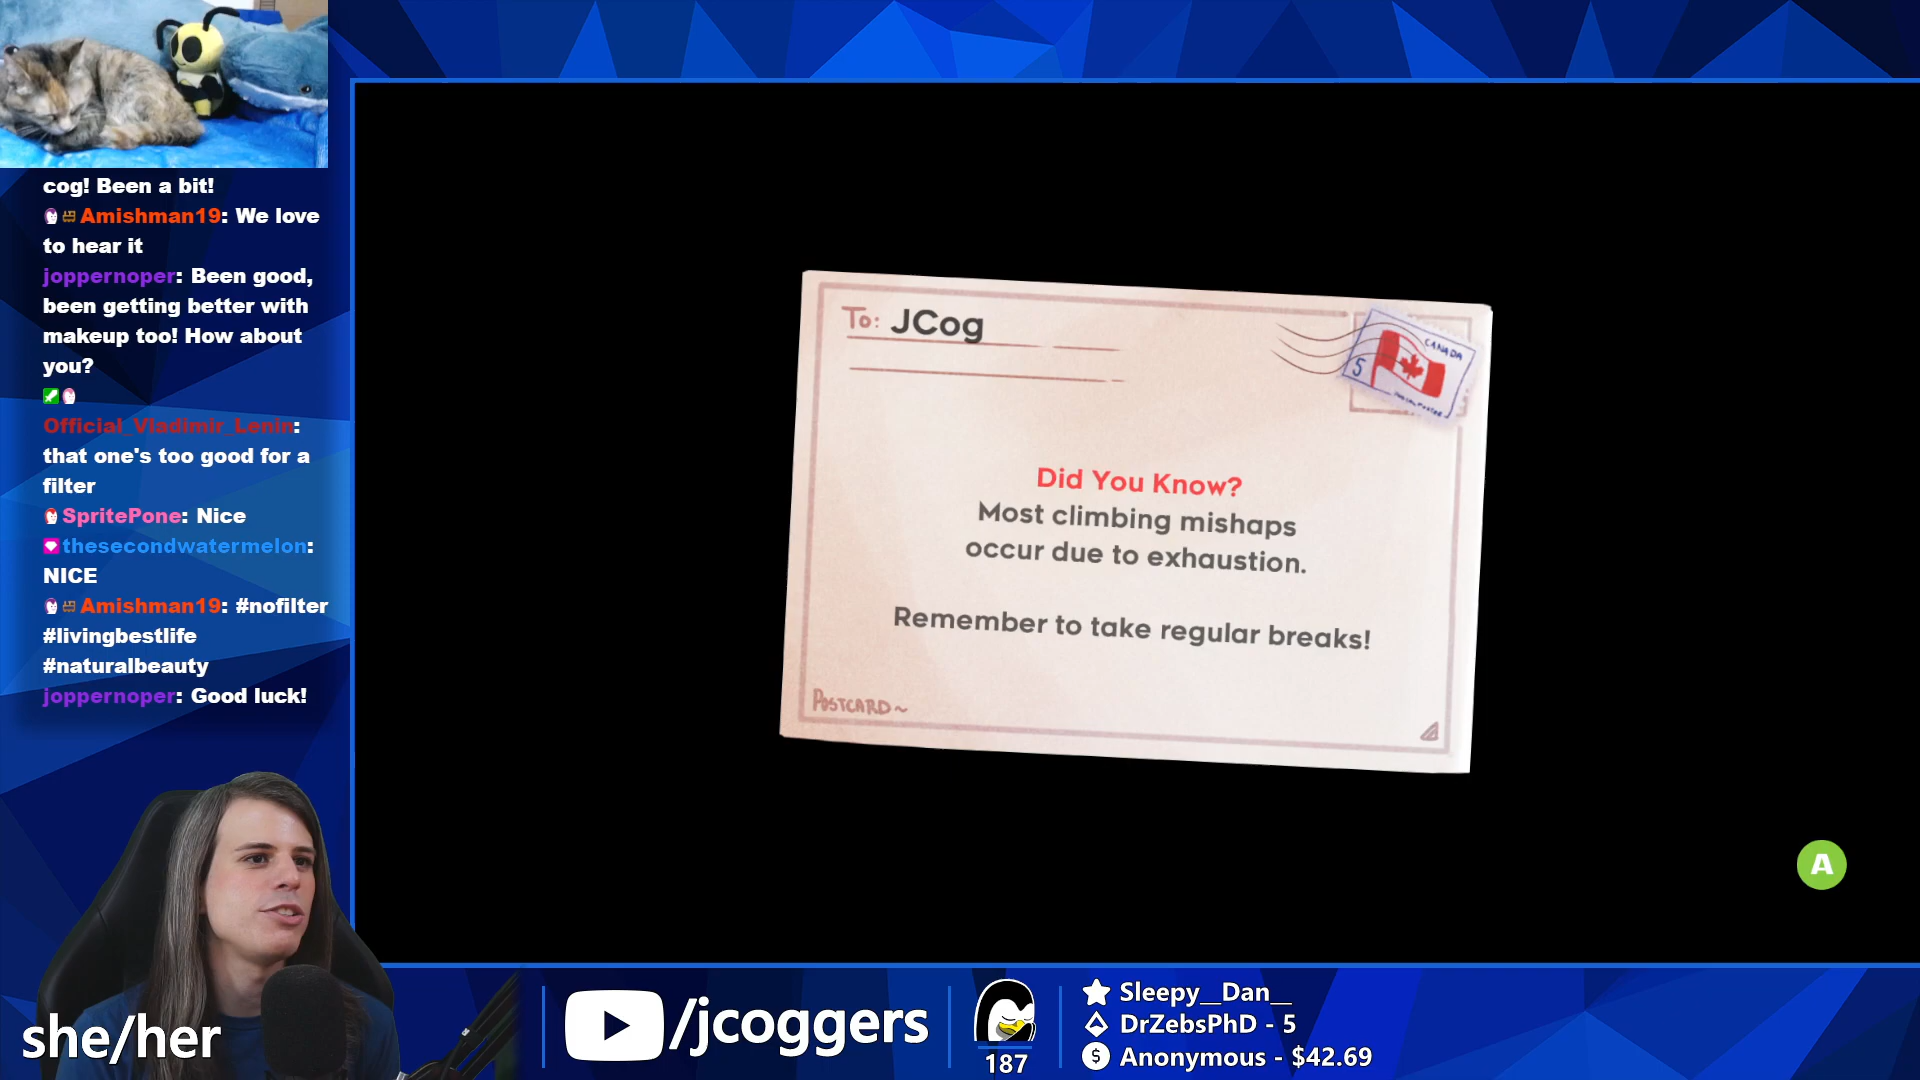 cog! Been a bit!
Amishman19: We love
to hear it
joppernoper: Been good,
been getting better with
makeup too! How about
you?
Official_Vladimir_Lenin:
that one's too good for a
filter
SpritePone: Nice
thesecondwatermelon:
NICE
Amishman19: #nofilter
#livingbestlife
#naturalbeauty
joppernoper: Good luck!
To: JCog
CANADA
5
Did You Know?
Most climbing mishaps
occur due to exhaustion.
Remember to take regular breaks!
POSTCARD~
A
she/her
/jcoggers
187
Sleepy__Dan__
DrZebsPhD - 5
Anonymous - $42.69